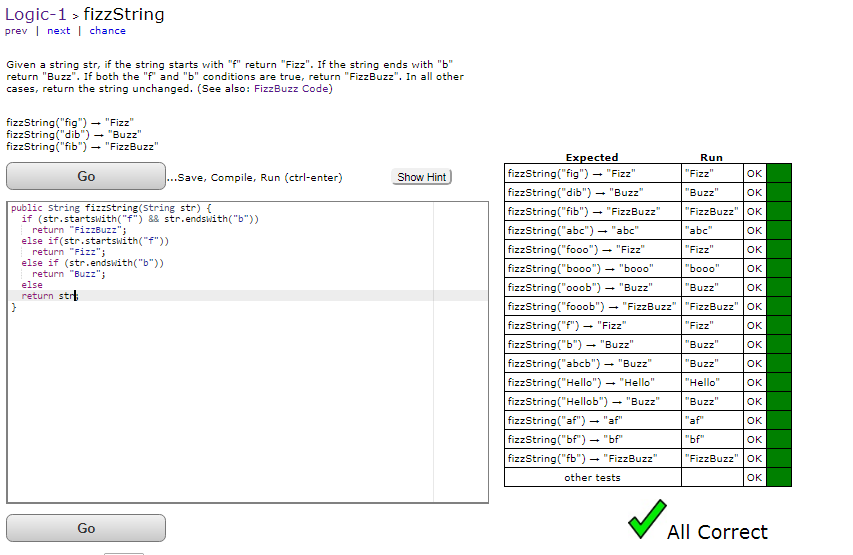 Logic-1 > fizzString
prev | next | chance
Given a string str, if the string starts with "f" return "Fizz". If the string ends with "b"
return "Buzz". If both the "f" and "b" conditions are true, return "FizzBuzz". In all other
cases, return the string unchanged. (See also: FizzBuzz Code)
fizzString("fig") → "Fizz"
fizzString("dib") → "Buzz"
fizzString("fib") → "FizzBuzz"
Go
...Save, Compile, Run (ctrl-enter)
Show Hint
public String fizzString(String str) {
if (str.startsWith("f") && str.endsWith("b"))
return "FizzBuzz";
else if(str.startsWith("f"))
return "Fizz";
else if (str.endsWith("b"))
return "Buzz";
else
return str;
}
Go
Expected Run
fizzString("fig") → "Fizz" "Fizz" OK
fizzString("dib") → "Buzz" "Buzz" OK
fizzString("fib") → "FizzBuzz" "FizzBuzz" OK
fizzString("abc") → "abc" "abc" OK
fizzString("fooo") → "Fizz" "Fizz" OK
fizzString("booo") → "booo" "booo" OK
fizzString("ooob") → "Buzz" "Buzz" OK
fizzString("fooob") → "FizzBuzz" "FizzBuzz" OK
fizzString("f") → "Fizz" "Fizz" OK
fizzString("b") → "Buzz" "Buzz" OK
fizzString("abcb") → "Buzz" "Buzz" OK
fizzString("Hello") → "Hello" "Hello" OK
fizzString("Hellob") → "Buzz" "Buzz" OK
fizzString("af") → "af" "af" OK
fizzString("bf") → "bf" "bf" OK
fizzString("fb") → "FizzBuzz" "FizzBuzz" OK
other tests OK
All Correct